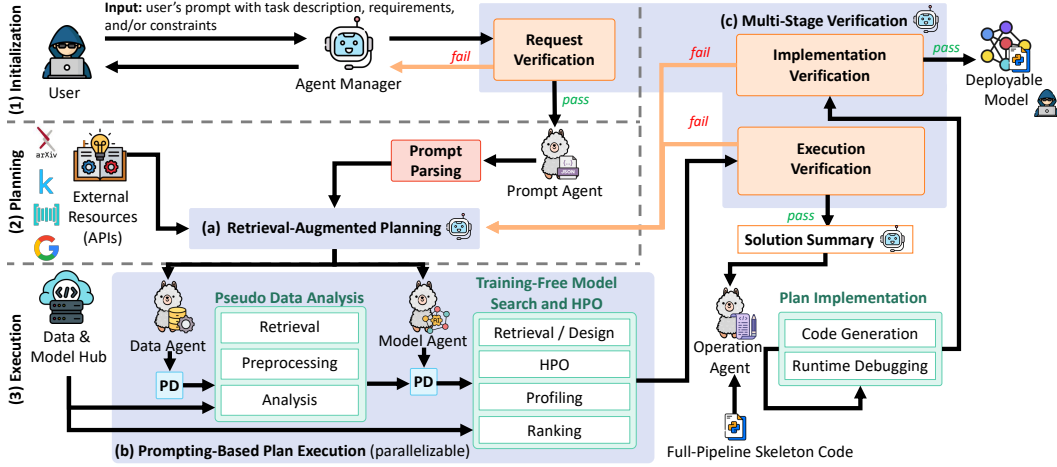 (1) Initialization
Input: user's prompt with task description, requirements,
and/or constraints
User
Agent Manager
fail
Request
Verification
pass
(c) Multi-Stage Verification
fail
Implementation
Verification
pass
Deployable
Model
fail
Execution
Verification
pass
(2) Planning
arXiv
k
G
External
Resources
(APIs)
Prompt
Parsing
JSON
Prompt Agent
(a) Retrieval-Augmented Planning
Solution Summary
(3) Execution
Data &
Model Hub
Data Agent
PD
Pseudo Data Analysis
Retrieval
Preprocessing
Analysis
Model Agent
PD
Training-Free Model
Search and HPO
Retrieval / Design
HPO
Profiling
Ranking
(b) Prompting-Based Plan Execution (parallelizable)
Operation
Agent
Plan Implementation
Code Generation
Runtime Debugging
Full-Pipeline Skeleton Code